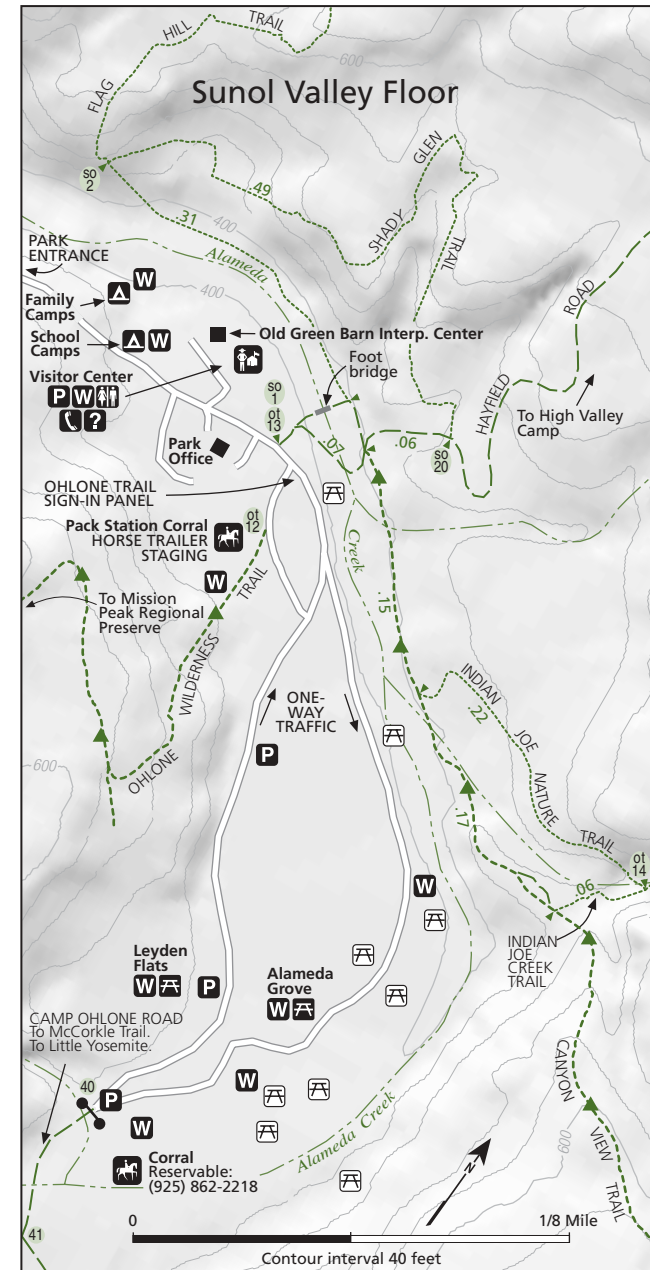 Sunol Valley Floor
FLAG
HILL
TRAIL
600
SHADY
GLEN
TRAIL
so
2
.49
.31
400
Alameda
PARK
ENTRANCE
400
Family
Camps
W
School
Camps
W
Old Green Barn Interp. Center
HAYFIELD
ROAD
Visitor Center
P W
?
Foot
bridge
so
1
ot
13
To High Valley
Camp
.07
.06
so
20
Park
Office
OHLONE TRAIL
SIGN-IN PANEL
ot
12
Pack Station Corral
HORSE TRAILER
STAGING
Creek
W
To Mission
Peak Regional
Preserve
OHLONE
WILDERNESS
TRAIL
.15
ONE-
WAY
TRAFFIC
INDIAN
JOE
NATURE
TRAIL
.22
P
600
.17
ot
14
.06
W
INDIAN
JOE
CREEK
TRAIL
Leyden
Flats
W
P
Alameda
Grove
W
CAMP OHLONE ROAD
To McCorkle Trail.
To Little Yosemite.
40
P
W
W
CANYON
VIEW
TRAIL
600
Alameda Creek
Corral
Reservable:
(925) 862-2218
N
41
0
1/8 Mile
Contour interval 40 feet